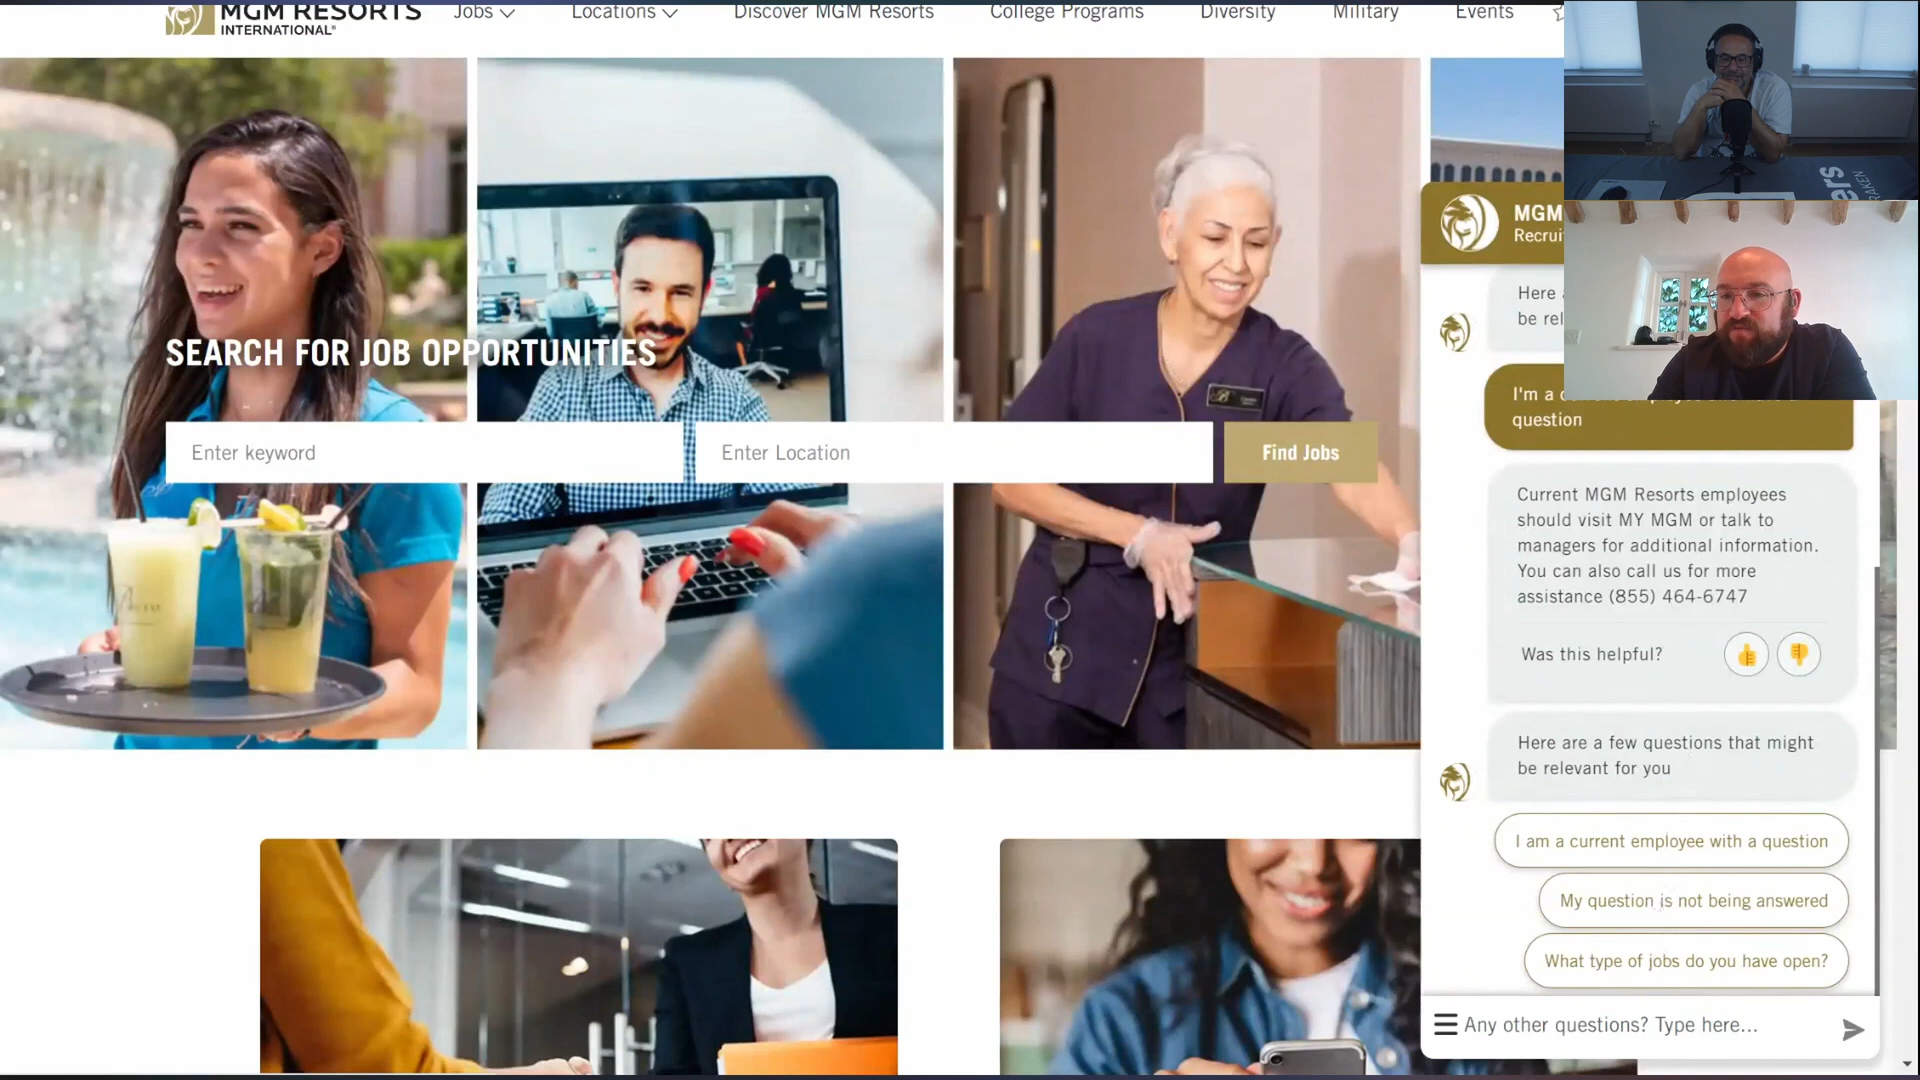 MGM RESORTS
INTERNATIONAL®
Jobs
Locations
Discover MGM Resorts
College Programs
Diversity
Military
Events
SEARCH FOR JOB OPPORTUNITIES
Enter keyword
Enter Location
Find Jobs
MGM
Here
I'm a
question
Current MGM Resorts employees
should visit MY MGM or talk to
managers for additional information.
You can also call us for more
assistance (855) 464-6747
Was this helpful?
Here are a few questions that might
be relevant for you
I am a current employee with a question
My question is not being answered
What type of jobs do you have open?
Any other questions? Type here...